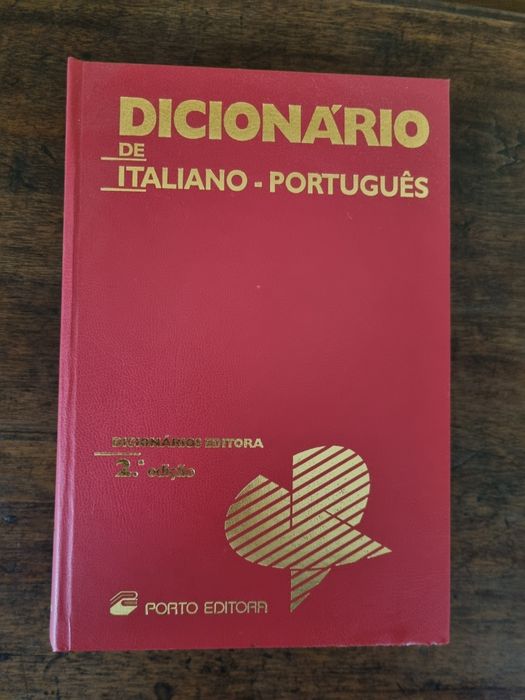 DICIONÁRIO
DE
ITALIANO - PORTUGUÊS
DICIONÁRIOS EDITORA
2.ª edição
PORTO EDITORA